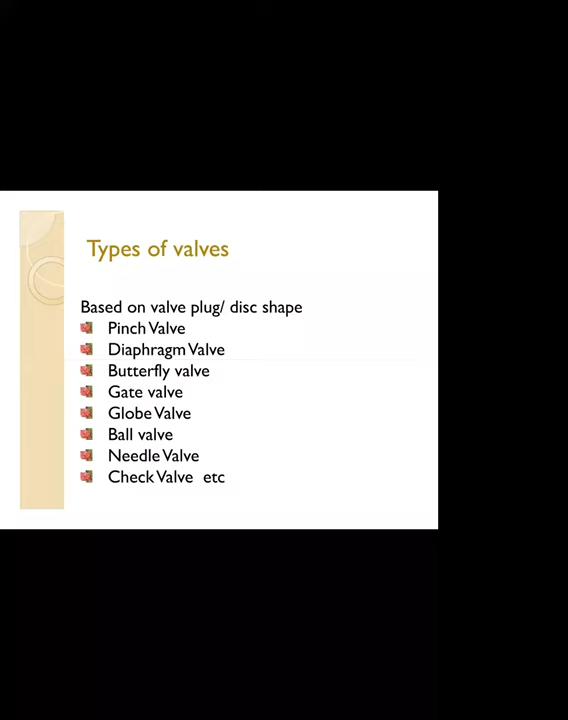 Types of valves
Based on valve plug/ disc shape
Pinch Valve
Diaphragm Valve
Butterfly valve
Gate valve
Globe Valve
Ball valve
Needle Valve
Check Valve etc